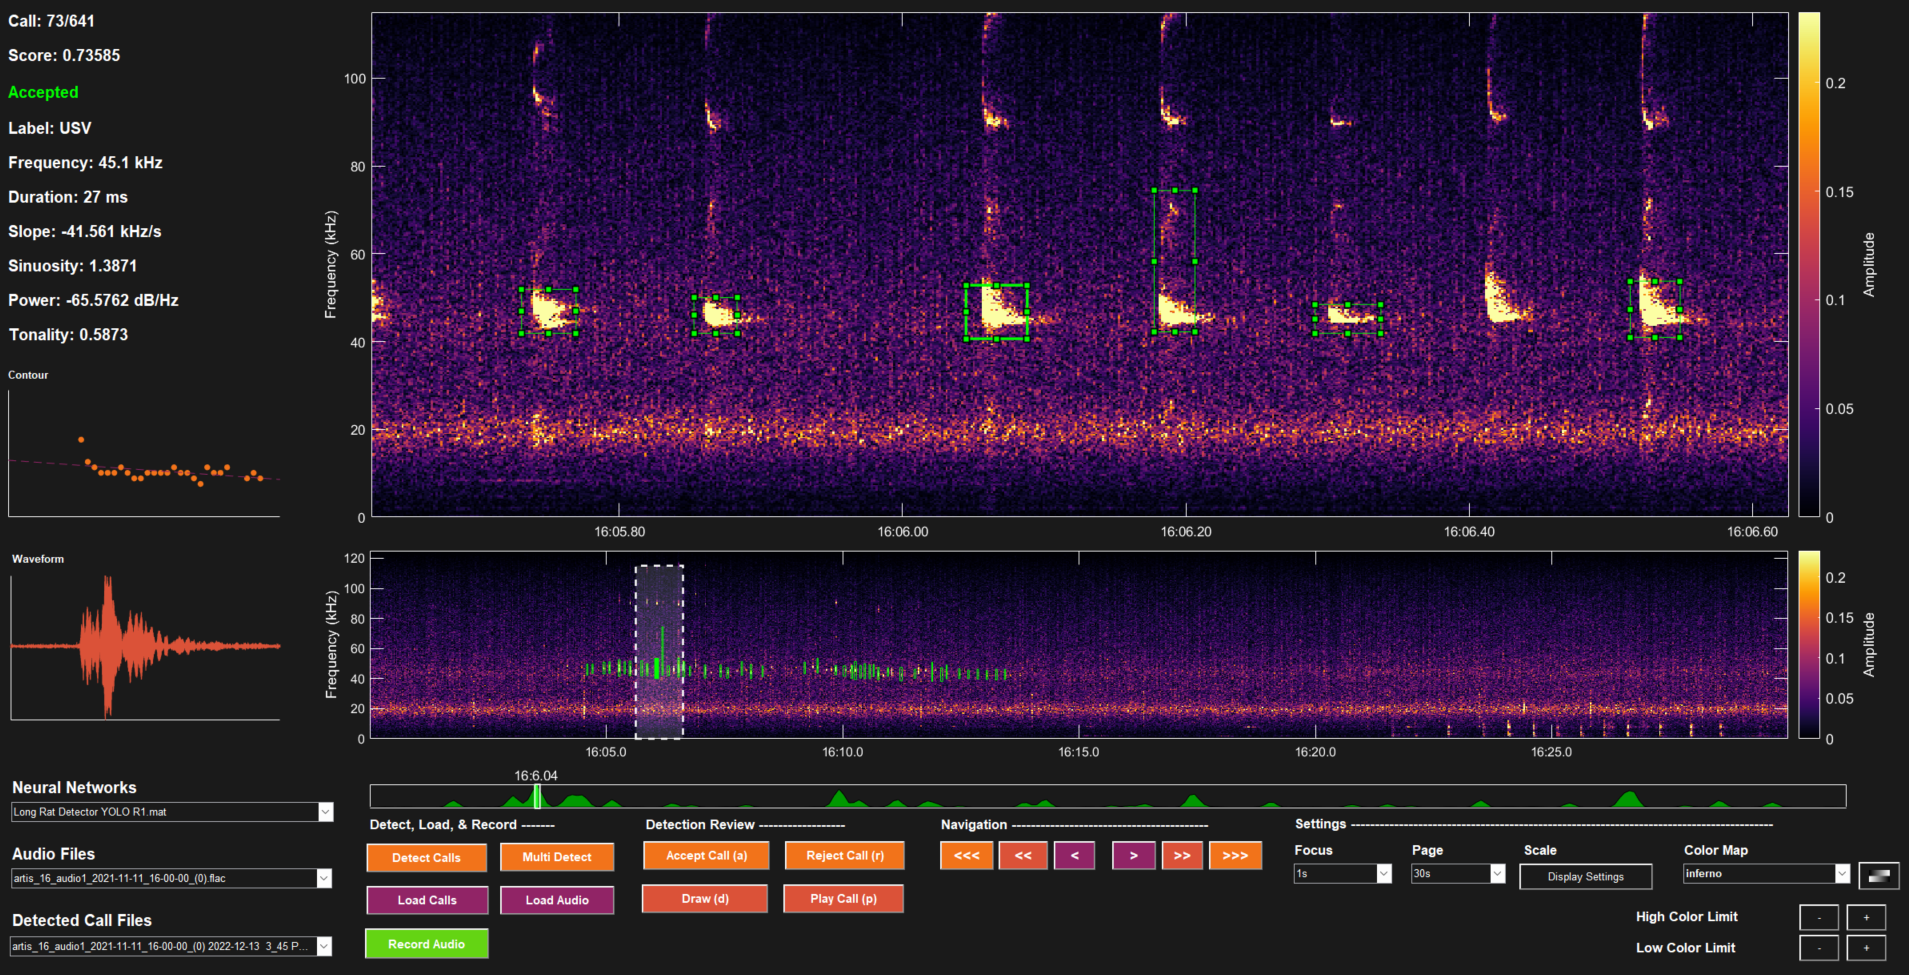 Call: 73/641
Score: 0.73585
Accepted
Label: USV
Frequency: 45.1 kHz
Duration: 27 ms
Slope: -41.561 kHz/s
Sinuosity: 1.3871
Power: -65.5762 dB/Hz
Tonality: 0.5873
Contour
Waveform
Frequency (kHz)
100
80
60
40
20
0
16:05.80 16:06.00 16:06.20 16:06.40 16:06.60
0.2
0.15
0.1
0.05
0
Amplitude
Frequency (kHz)
120
100
80
60
40
20
0
16:05.0 16:10.0 16:15.0 16:20.0 16:25.0
0.2
0.15
0.1
0.05
0
Amplitude
16:6.04
Neural Networks
Long Rat Detector YOLO R1.mat
Audio Files
artis_16_audio1_2021-11-11_16-00-00_(0).flac
Detected Call Files
artis_16_audio1_2021-11-11_16-00-00_(0) 2022-12-13 3_45 P...
Detect, Load, & Record -------
Detect Calls Multi Detect
Load Calls Load Audio
Record Audio
Detection Review ------------------
Accept Call (a) Reject Call (r)
Draw (d) Play Call (p)
Navigation -----------------------------------------
<<< << < > >> >>>
Settings ------------------------------------------------------------------------------------
Focus Page Scale Color Map
1s 30s Display Settings inferno
High Color Limit - +
Low Color Limit - +